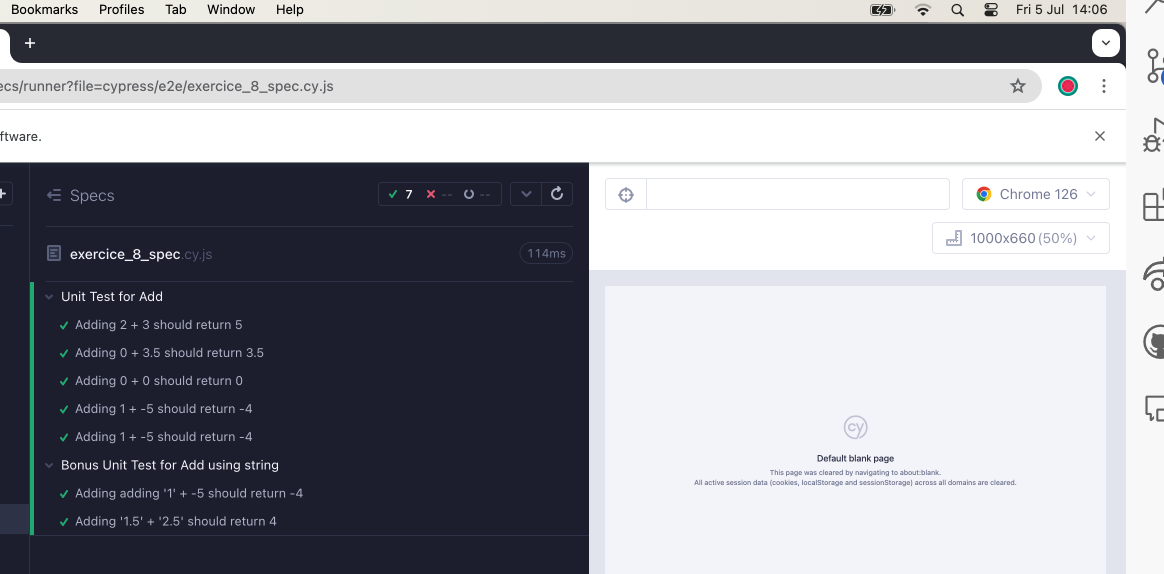 Bookmarks Profiles Tab Window Help Fri 5 Jul 14:06
ecs/runner?file=cypress/e2e/exercice_8_spec.cy.js
ftware.
Specs 7 -- --
Chrome 126
1000x660 (50%)
exercice_8_spec.cy.js 114ms
Unit Test for Add
Adding 2 + 3 should return 5
Adding 0 + 3.5 should return 3.5
Adding 0 + 0 should return 0
Adding 1 + -5 should return -4
Adding 1 + -5 should return -4
Bonus Unit Test for Add using string
Adding adding '1' + -5 should return -4
Adding '1.5' + '2.5' should return 4
cy
Default blank page
This page was cleared by navigating to about:blank.
All active session data (cookies, localStorage and sessionStorage) across all domains are cleared.